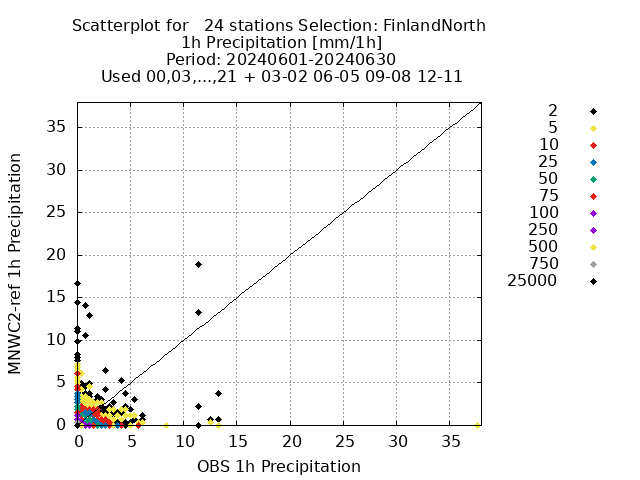 Scatterplot for   24 stations Selection: FinlandNorth
1h Precipitation [mm/1h]
Period: 20240601-20240630
Used 00,03,...,21 + 03-02 06-05 09-08 12-11
MNWC2-ref 1h Precipitation
35
30
25
20
15
10
5
0
0 5 10 15 20 25 30 35
OBS 1h Precipitation
2
5
10
25
50
75
100
250
500
750
25000